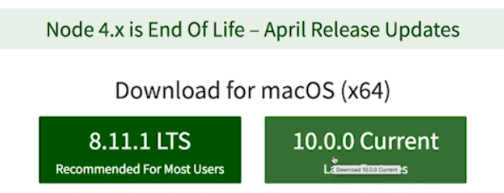 Node 4.x is End Of Life – April Release Updates
Download for macOS (x64)
8.11.1 LTS
Recommended For Most Users
10.0.0 Current
Download 10.0.0 Current